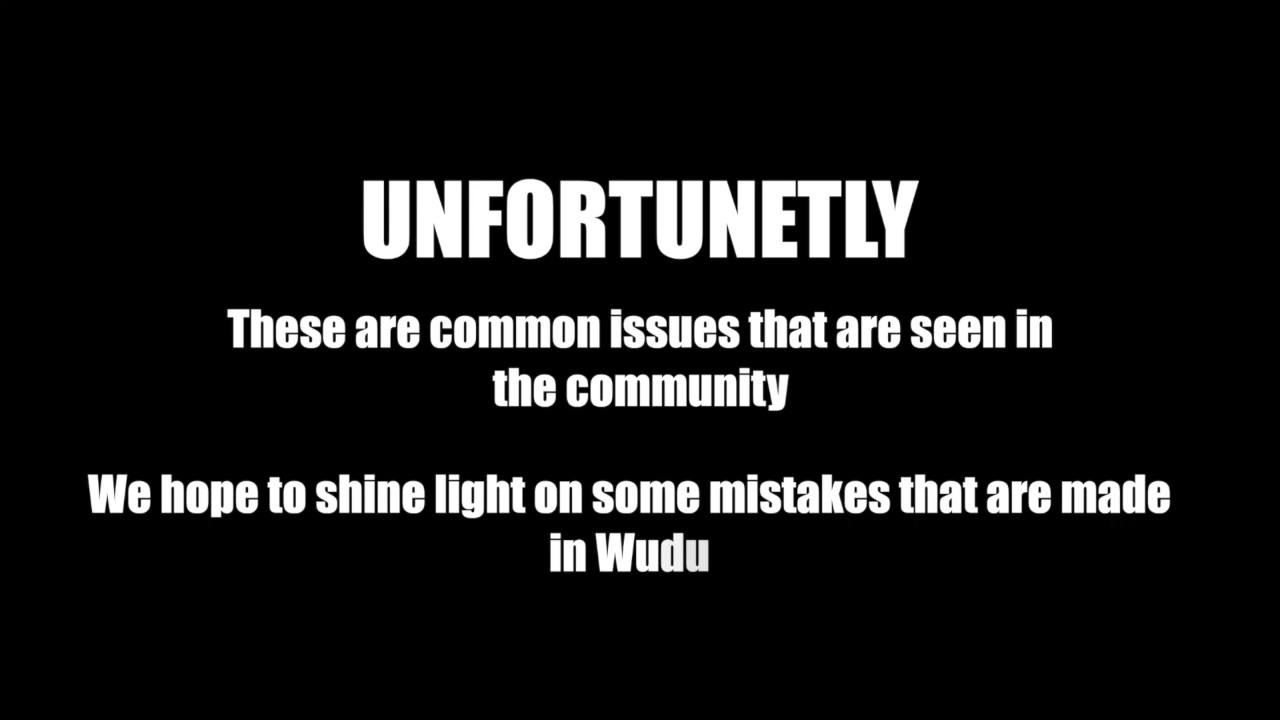 UNFORTUNETLY
These are common issues that are seen in
the community
We hope to shine light on some mistakes that are made
in Wudu